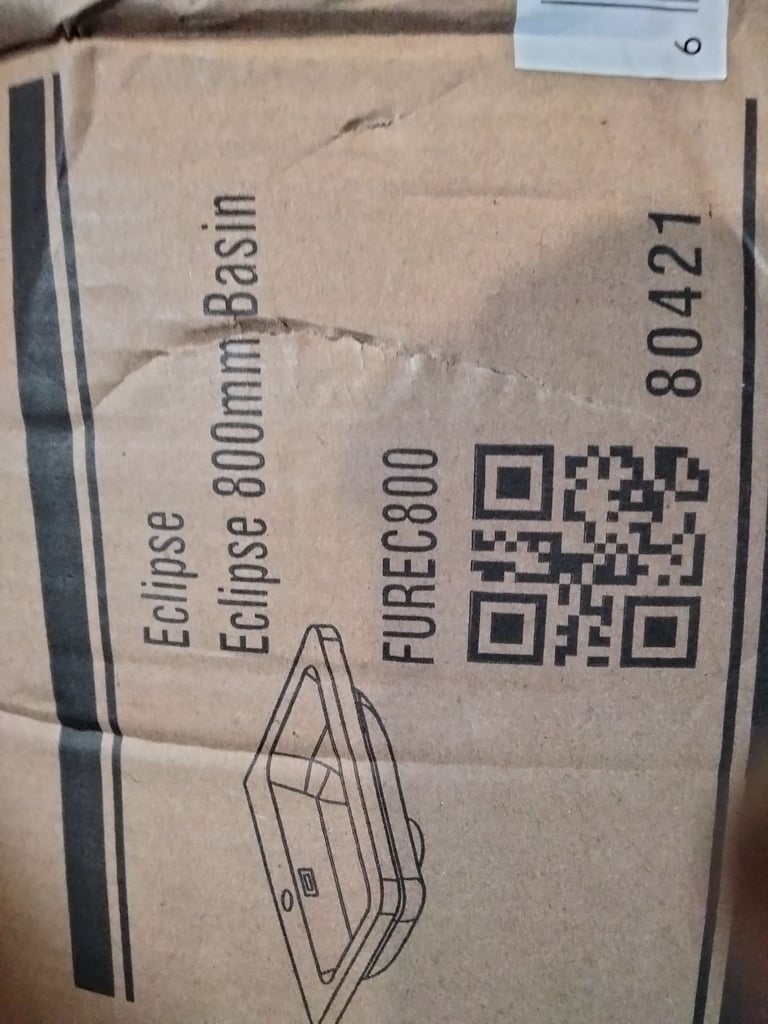 Eclipse
Eclipse 800mm Basin
FUREC800
80421
6